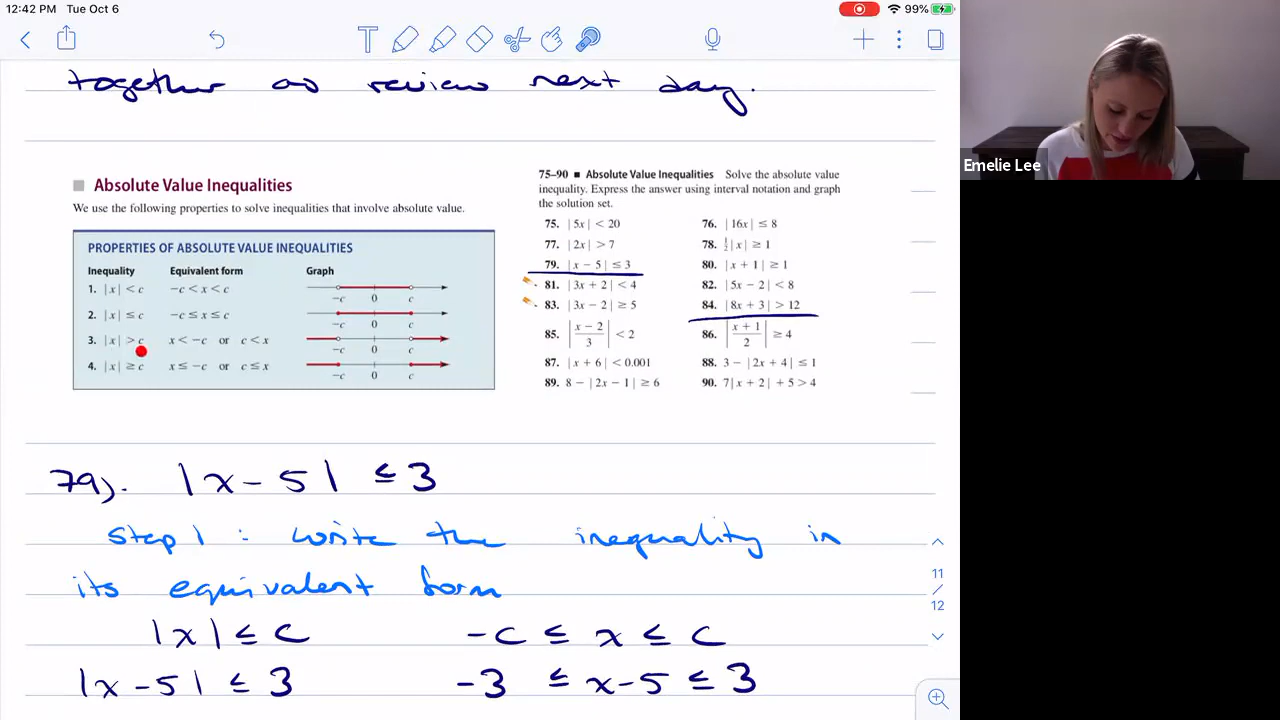 12:42 PM Tue Oct 6
99%
together as review next day.
Absolute Value Inequalities
We use the following properties to solve inequalities that involve absolute value.
PROPERTIES OF ABSOLUTE VALUE INEQUALITIES
Inequality Equivalent form Graph
1. |x| < c -c < x < c -c 0 c
2. |x| ≤ c -c ≤ x ≤ c -c 0 c
3. |x| > c x < -c or c < x -c 0 c
4. |x| ≥ c x ≤ -c or c ≤ x -c 0 c
75–90 ■ Absolute Value Inequalities Solve the absolute value
inequality. Express the answer using interval notation and graph
the solution set.
75. |5x| < 20 76. |16x| ≤ 8
77. |2x| > 7 78. ½|x| ≥ 1
79. |x − 5| ≤ 3 80. |x + 1| ≥ 1
81. |3x + 2| < 4 82. |5x − 2| < 8
83. |3x − 2| ≥ 5 84. |8x + 3| > 12
85. |(x − 2)/3| < 2 86. |(x + 1)/2| ≥ 4
87. |x + 6| < 0.001 88. 3 − |2x + 4| ≤ 1
89. 8 − |2x − 1| ≥ 6 90. 7|x + 2| + 5 > 4
79). |x − 5| ≤ 3
Step 1 : write the inequality in
its equivalent form
|x| ≤ c -c ≤ x ≤ c
|x − 5| ≤ 3 -3 ≤ x-5 ≤ 3
11
/
12
Emelie Lee